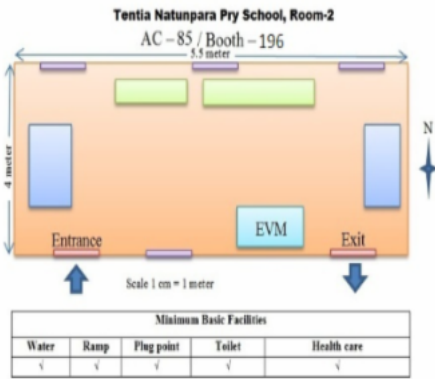 Tentia Natunpara Pry School, Room-2
AC – 85 / Booth – 196
5.5 meter
N
4 meter
EVM
Entrance
Exit
Scale 1 cm = 1 meter
Minimum Basic Facilities
Water Ramp Plug point Toilet Health care
√ √ √ √ √